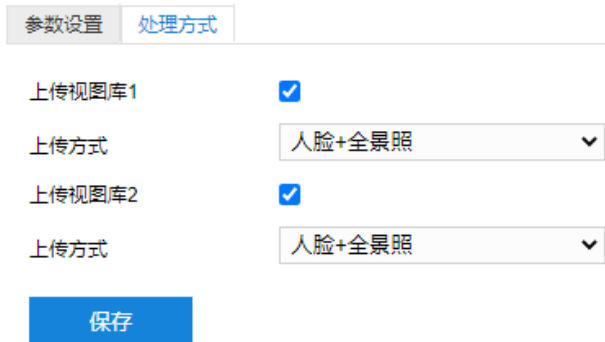 参数设置 处理方式
上传视图库1
上传方式 人脸+全景照
上传视图库2
上传方式 人脸+全景照
保存